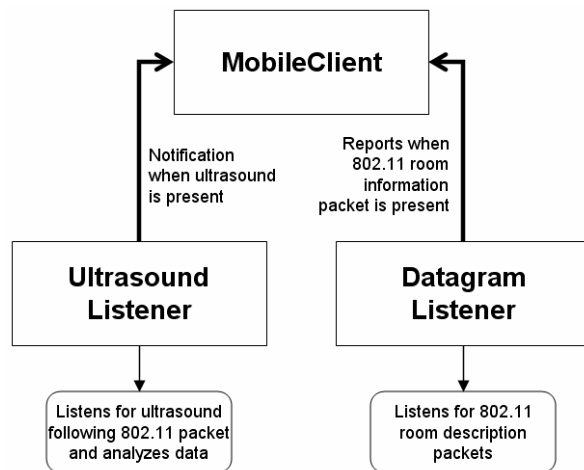 MobileClient
Notification
when ultrasound
is present
Reports when
802.11 room
information
packet is present
Ultrasound
Listener
Datagram
Listener
Listens for ultrasound
following 802.11 packet
and analyzes data
Listens for 802.11
room description
packets